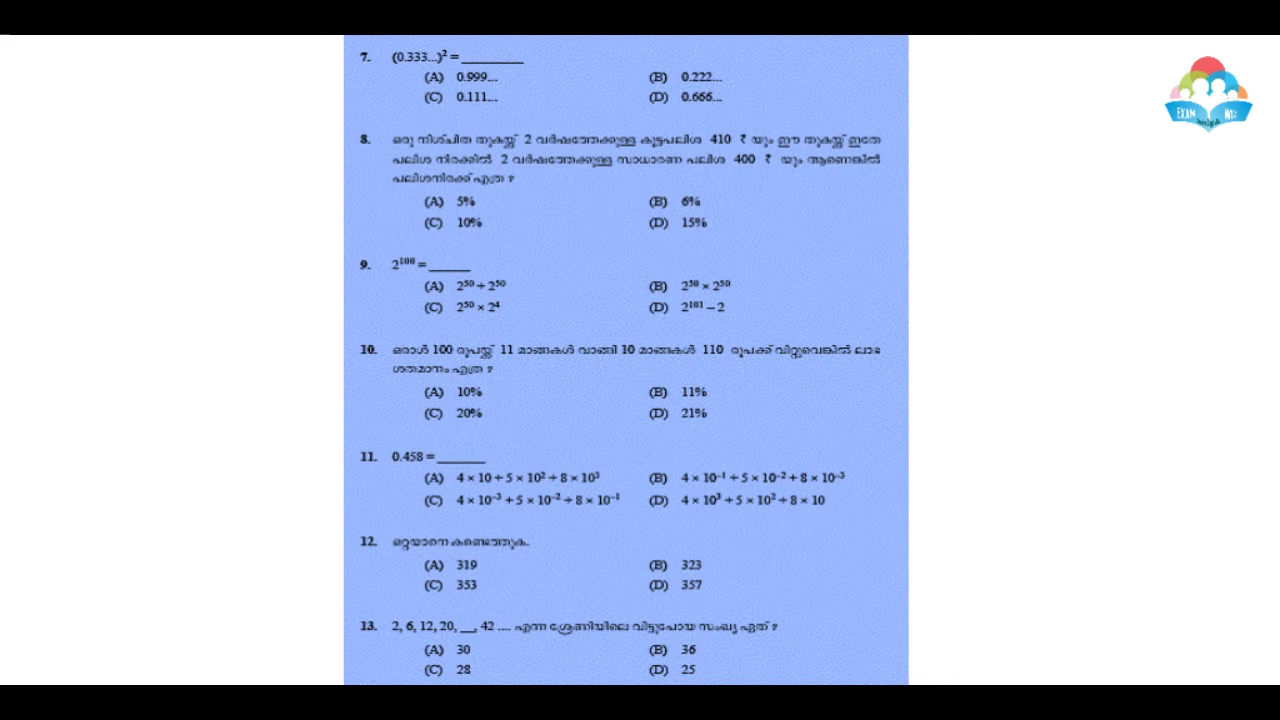 7. (0.333...)² = ________
(A) 0.999... (B) 0.222...
(C) 0.111... (D) 0.666...
8. ഒരു നിശ്ചിത തുകയ്ക്ക് 2 വർഷത്തേക്കുള്ള കൂട്ടുപലിശ 410 ₹ യും ഈ തുകയ്ക്ക് ഇതേ
പലിശ നിരക്കിൽ 2 വർഷത്തേക്കുള്ള സാധാരണ പലിശ 400 ₹ യും ആണെങ്കിൽ
പലിശനിരക്ക് എത്ര ?
(A) 5% (B) 6%
(C) 10% (D) 15%
9. 2¹⁰⁰ = ______
(A) 2⁵⁰ + 2⁵⁰ (B) 2⁵⁰ × 2⁵⁰
(C) 2⁵⁰ × 2⁴ (D) 2¹⁰¹ – 2
10. ഒരാൾ 100 രൂപയ്ക്ക് 11 മാങ്ങകൾ വാങ്ങി 10 മാങ്ങകൾ 110 രൂപക്ക് വിറ്റുവെങ്കിൽ ലാഭ
ശതമാനം എത്ര ?
(A) 10% (B) 11%
(C) 20% (D) 21%
11. 0.458 = _______
(A) 4 × 10 + 5 × 10² + 8 × 10³ (B) 4 × 10⁻¹ + 5 × 10⁻² + 8 × 10⁻³
(C) 4 × 10⁻³ + 5 × 10⁻² + 8 × 10⁻¹ (D) 4 × 10³ + 5 × 10² + 8 × 10
12. ഒറ്റയാനെ കണ്ടെത്തുക.
(A) 319 (B) 323
(C) 353 (D) 357
13. 2, 6, 12, 20, __, 42 .... എന്ന ശ്രേണിയിലെ വിട്ടുപോയ സംഖ്യ ഏത് ?
(A) 30 (B) 36
(C) 28 (D) 25
EXAM WIZ